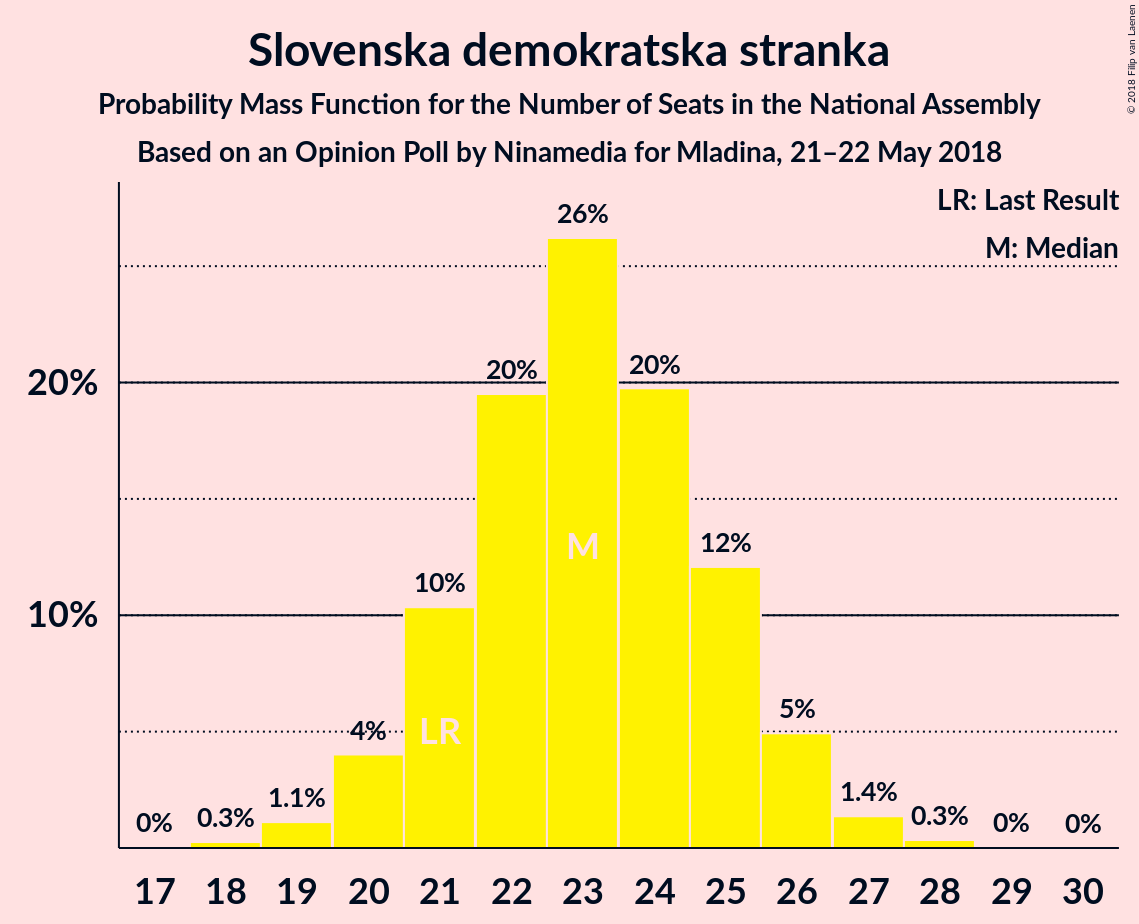 Slovenska demokratska stranka
Probability Mass Function for the Number of Seats in the National Assembly
Based on an Opinion Poll by Ninamedia for Mladina, 21–22 May 2018
© 2018 Filip van Laenen
LR: Last Result
M: Median
20%
10%
0%
0.3%
1.1%
4%
10%
20%
26%
20%
12%
5%
1.4%
0.3%
0%
0%
LR
M
17 18 19 20 21 22 23 24 25 26 27 28 29 30